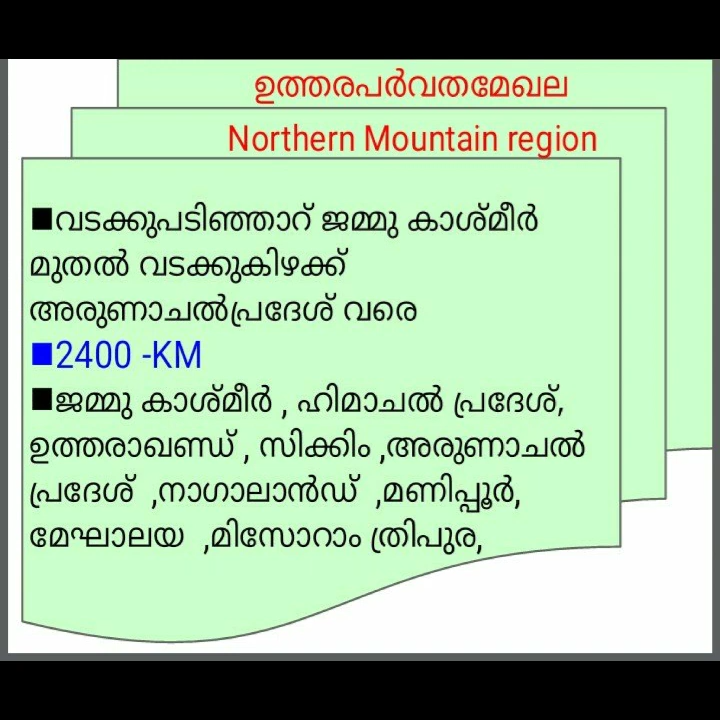 ഉത്തരപർവതമേഖല
Northern Mountain region
■വടക്കുപടിഞ്ഞാറ് ജമ്മു കാശ്മീർ
മുതൽ വടക്കുകിഴക്ക്
അരുണാചൽപ്രദേശ് വരെ
■2400 -KM
■ജമ്മു കാശ്മീർ , ഹിമാചൽ പ്രദേശ്,
ഉത്തരാഖണ്ഡ് , സിക്കിം ,അരുണാചൽ
പ്രദേശ് ,നാഗാലാൻഡ് ,മണിപ്പൂർ,
മേഘാലയ ,മിസോറാം ത്രിപുര,